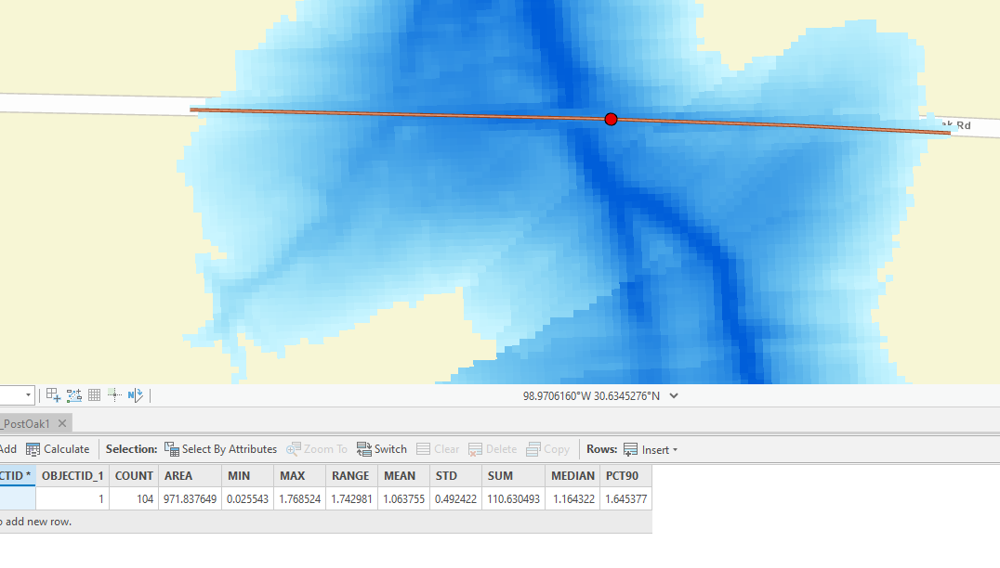 ak Rd
98.9706160°W 30.6345276°N
_PostOak1
Add Calculate Selection: Select By Attributes Zoom To Switch Clear Delete Copy Rows: Insert
CTID * OBJECTID_1 COUNT AREA MIN MAX RANGE MEAN STD SUM MEDIAN PCT90
1 104 971.837649 0.025543 1.768524 1.742981 1.063755 0.492422 110.630493 1.164322 1.645377
o add new row.